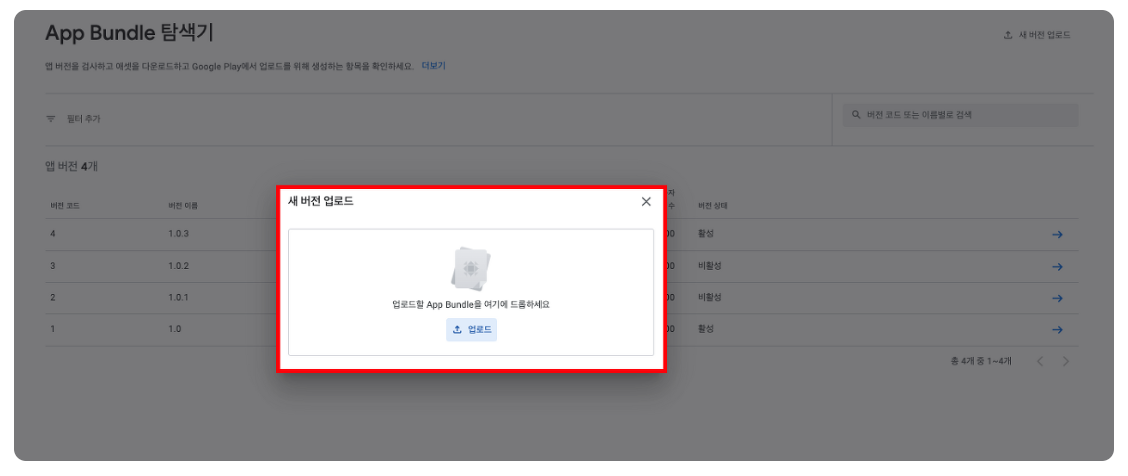 App Bundle 탐색기
새 버전 업로드
앱 버전을 검사하고 애셋을 다운로드하고 Google Play에서 업로드를 위해 생성하는 항목을 확인하세요. 더보기
필터 추가
버전 코드 또는 이름별로 검색
앱 버전 4개
버전 코드 버전 이름 자 수 버전 상태
새 버전 업로드
4 1.0.3 00 활성
3 1.0.2 00 비활성
2 1.0.1 00 비활성
1 1.0 00 활성
업로드할 App Bundle을 여기에 드롭하세요
업로드
총 4개 중 1~4개